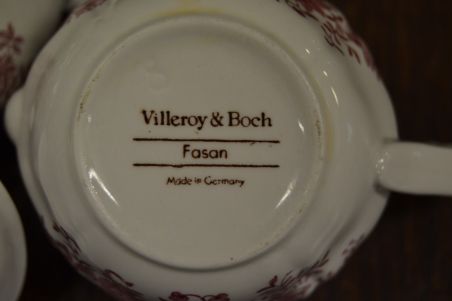 Villeroy & Boch
Fasan
Made in Germany